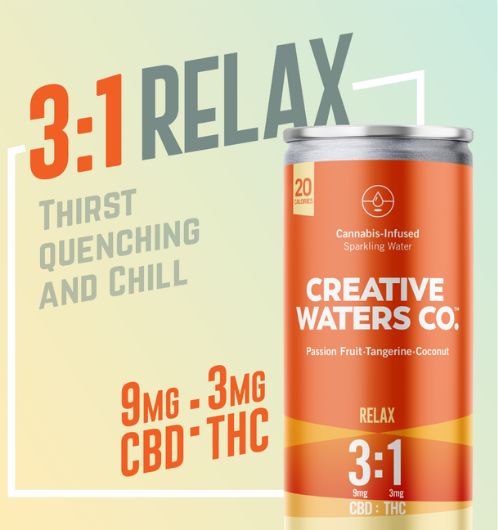 3:1 RELAX
THIRST
QUENCHING
AND CHILL
9MG : 3MG
CBD : THC
20
CALORIES
Cannabis-Infused
Sparkling Water
CREATIVE
WATERS CO.™
Passion Fruit-Tangerine-Coconut
RELAX
3:1
9mg 3mg
CBD : THC